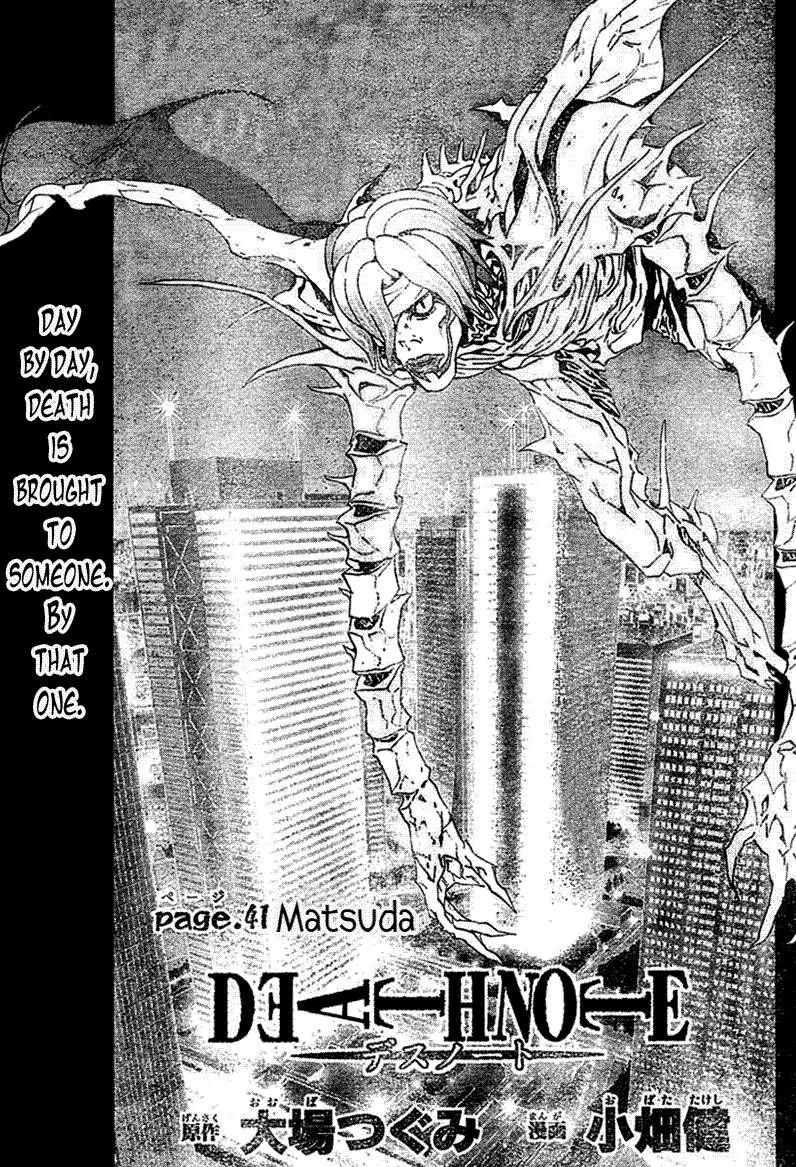 DAY
BY DAY,
DEATH
IS
BROUGHT
TO
SOMEONE.
BY
THAT
ONE.
ページ
page.41 Matsuda
DEATH NOTE
デスノート
げんさく おおば まんが おばた たけし
原作 大場つぐみ 漫画 小畑健